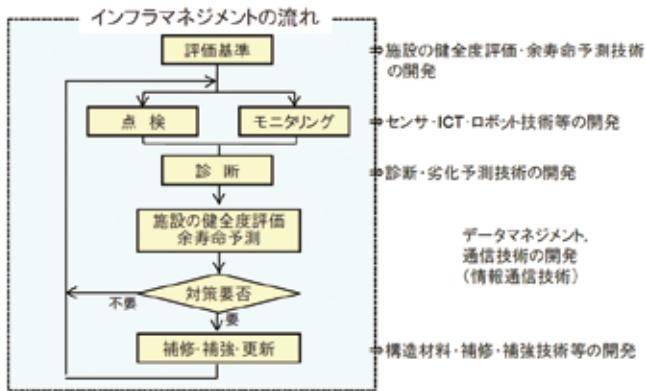 インフラマネジメントの流れ
評価基準
⇒施設の健全度評価・余寿命予測技術
の開発
点 検
モニタリング
⇒センサ・ICT・ロボット技術等の開発
診 断
⇒診断・劣化予測技術の開発
施設の健全度評価
余寿命予測
データマネジメント、
通信技術の開発
（情報通信技術）
対策要否
不要
要
補修・補強・更新
⇒構造材料・補修・補強技術等の開発